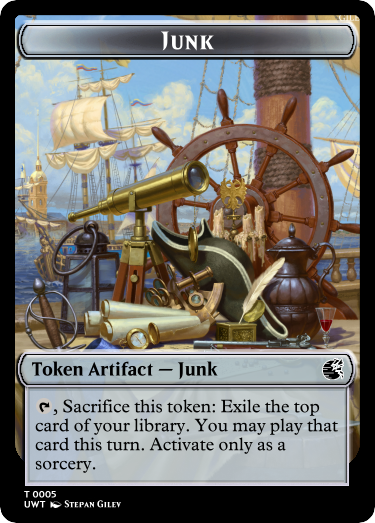 JUNK
Token Artifact — Junk
, Sacrifice this token: Exile the top
card of your library. You may play that
card this turn. Activate only as a
sorcery.
T 0005
UWT STEPAN GILEV